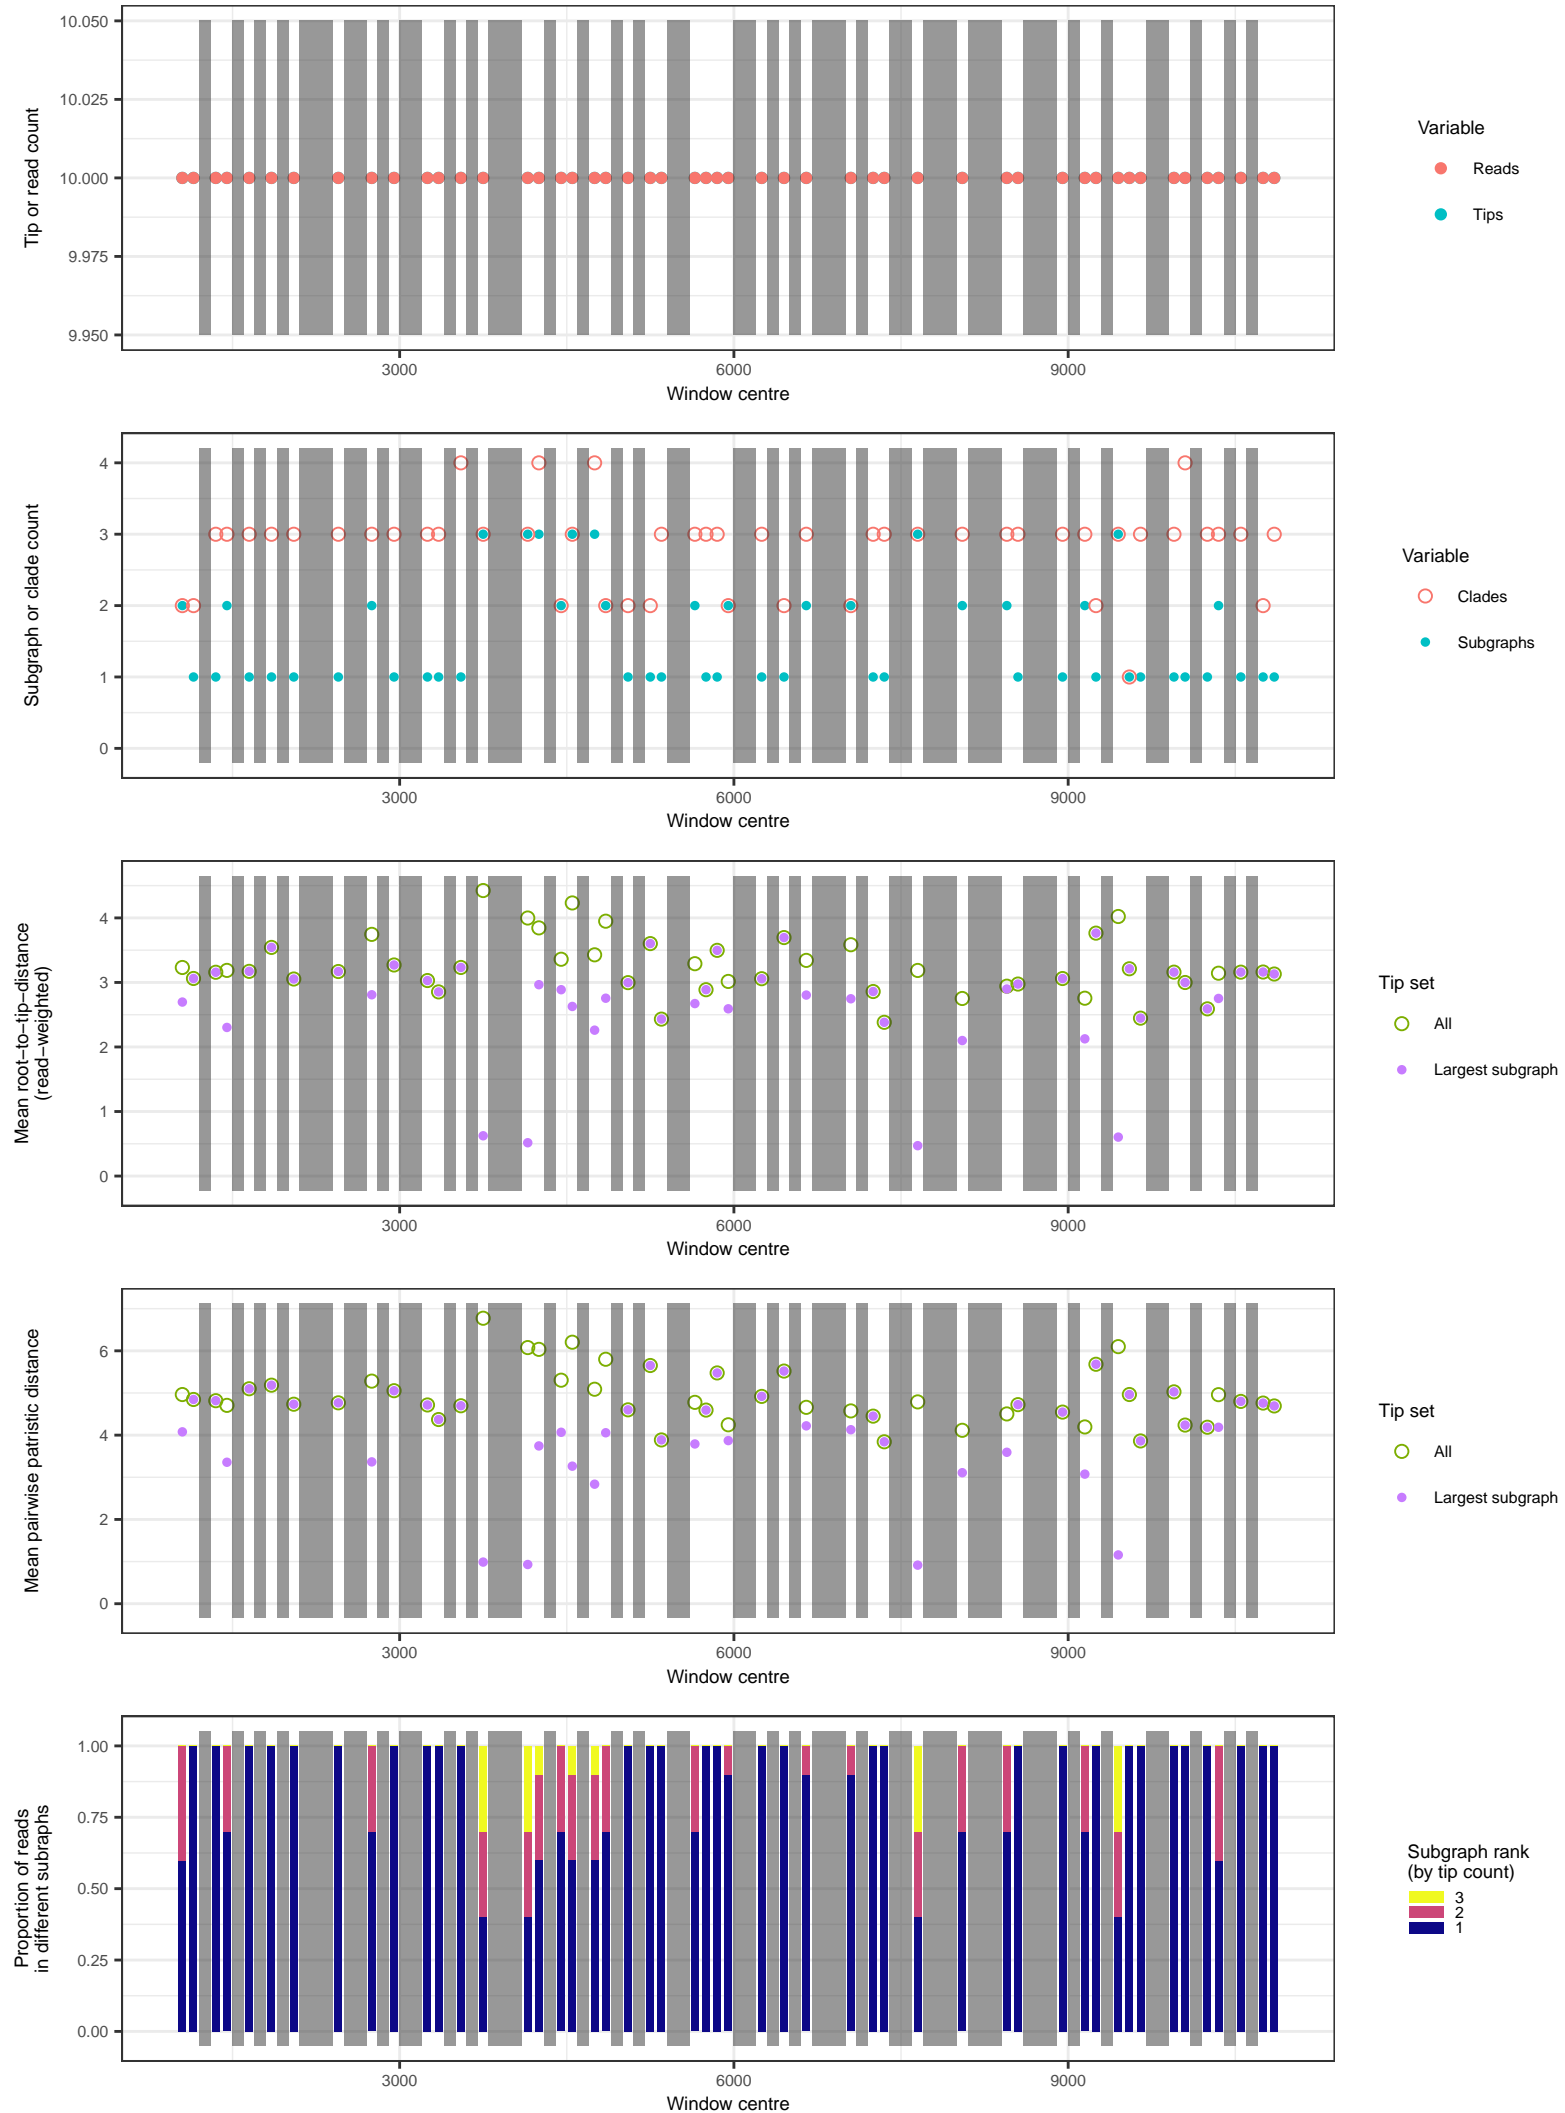 10.050
10.025
10.000
9.975
9.950
Tip or read count
3000 6000 9000
Window centre
Variable
Reads
Tips
4
3
2
1
0
Subgraph or clade count
3000 6000 9000
Window centre
Variable
Clades
Subgraphs
4
3
2
1
0
Mean root−to−tip−distance
(read−weighted)
3000 6000 9000
Window centre
Tip set
All
Largest subgraph
6
4
2
0
Mean pairwise patristic distance
3000 6000 9000
Window centre
Tip set
All
Largest subgraph
1.00
0.75
0.50
0.25
0.00
Proportion of reads
in different subraphs
3000 6000 9000
Window centre
Subgraph rank
(by tip count)
3
2
1